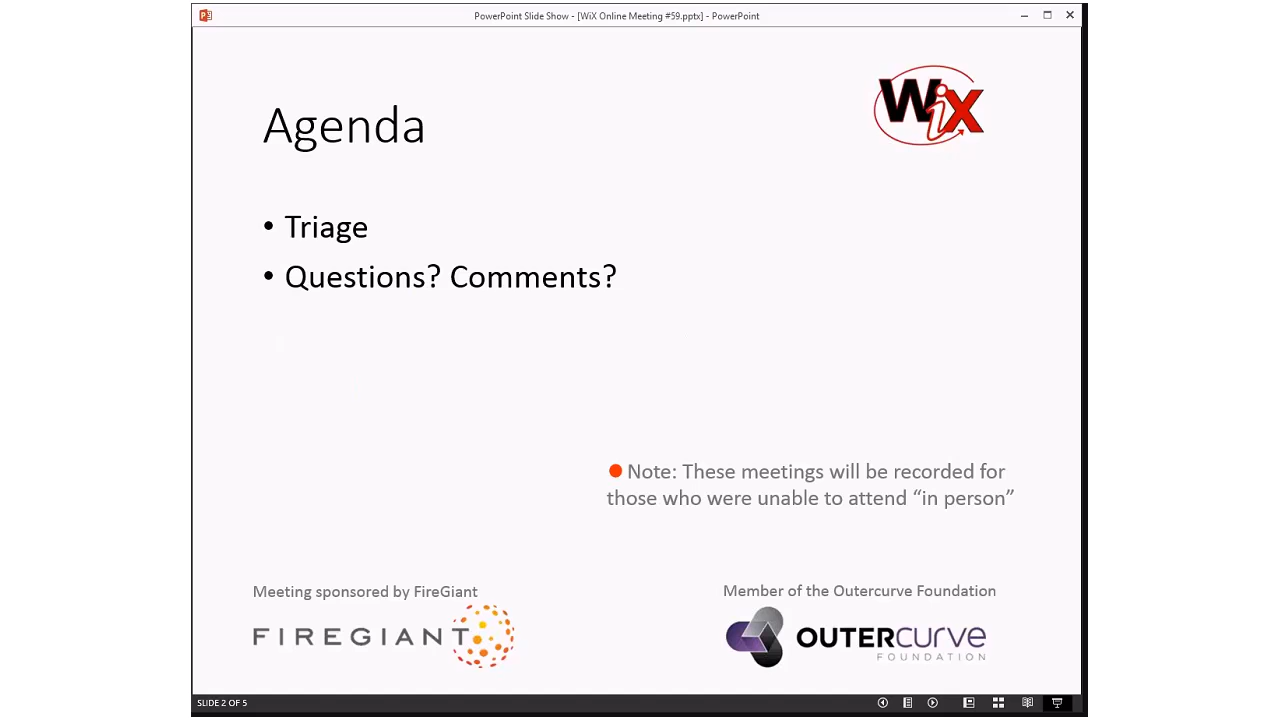 PowerPoint Slide Show - [WiX Online Meeting #59.pptx] - PowerPoint
WiX
Agenda
• Triage
• Questions? Comments?
Note: These meetings will be recorded for
those who were unable to attend “in person”
Meeting sponsored by FireGiant
FIREGIANT
Member of the Outercurve Foundation
OUTERCURVE
FOUNDATION
SLIDE 2 OF 5